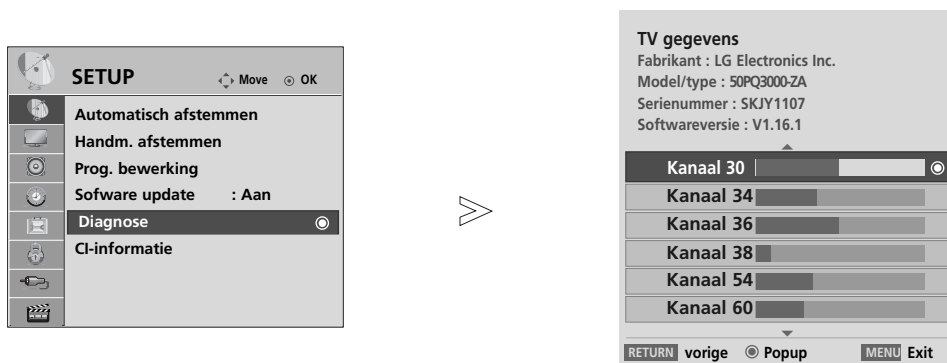 SETUP
Move OK
Automatisch afstemmen
Handm. afstemmen
Prog. bewerking
Sofware update : Aan
Diagnose
CI-informatie
TV gegevens
Fabrikant : LG Electronics Inc.
Model/type : 50PQ3000-ZA
Serienummer : SKJY1107
Softwareversie : V1.16.1
Kanaal 30
Kanaal 34
Kanaal 36
Kanaal 38
Kanaal 54
Kanaal 60
RETURN vorige Popup MENU Exit